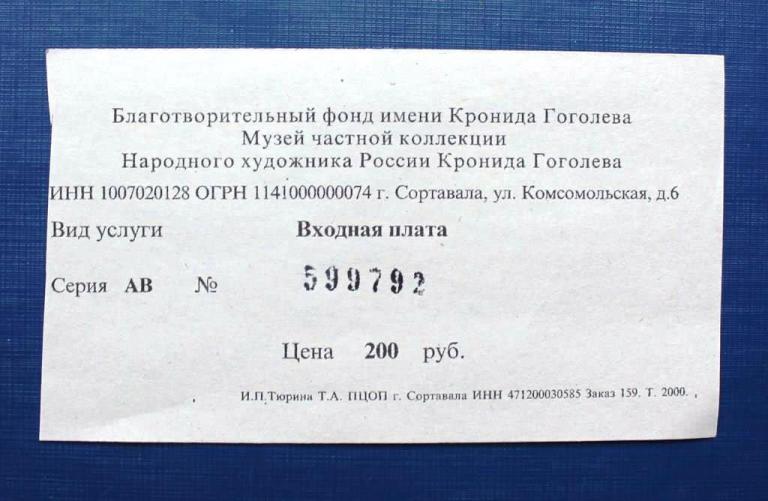 Благотворительный фонд имени Кронида Гоголева
Музей частной коллекции
Народного художника России Кронида Гоголева
ИНН 1007020128 ОГРН 1141000000074 г. Сортавала, ул. Комсомольская, д.6
Вид услуги Входная плата
Серия АВ № 599792
Цена 200 руб.
И.П.Тюрина Т.А. ПЦОП г. Сортавала ИНН 471200030585 Заказ 159. Т. 2000.